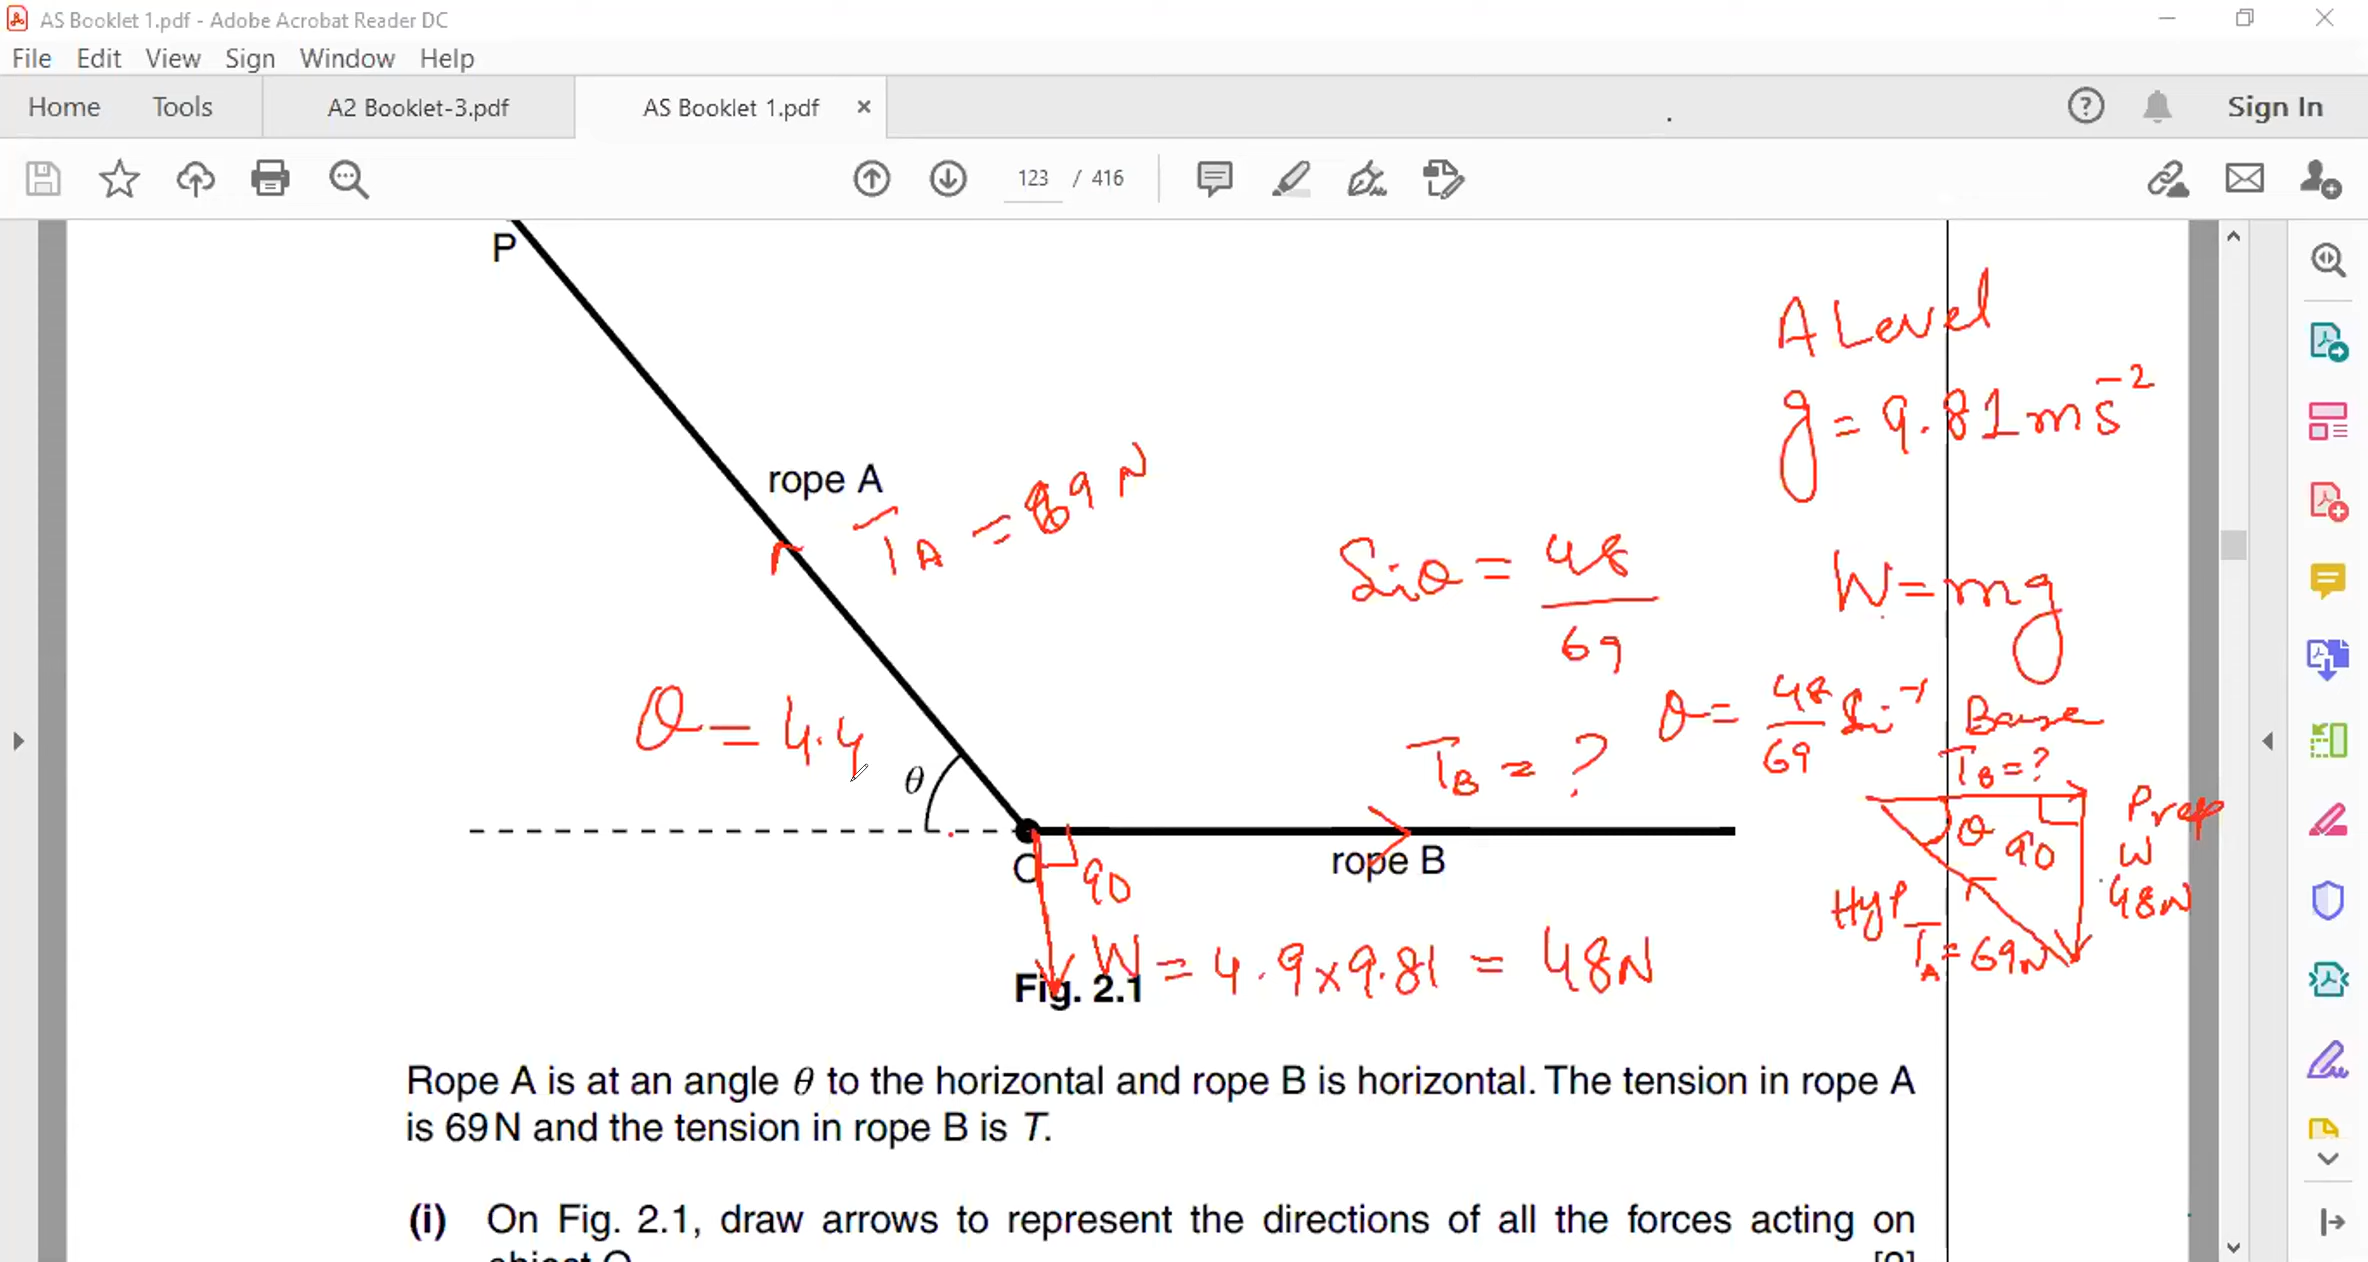 AS Booklet 1.pdf - Adobe Acrobat Reader DC
File Edit View Sign Window Help
Home Tools A2 Booklet-3.pdf AS Booklet 1.pdf × ? Sign In
123 / 416
P
A Level
g = 9.81 ms⁻²
rope A
T_A = 89 N
Sinθ = 48/69
W = mg
θ = 4.4
θ
T_B = ?
θ = 48/69 Sin⁻¹
Base
T_B = ?
Prep
W
48N
θ 90
Hyp
T_A = 69N
O
rope B
90
W = 4.9 × 9.81 = 48N
Fig. 2.1
Rope A is at an angle θ to the horizontal and rope B is horizontal. The tension in rope A
is 69 N and the tension in rope B is T.
(i) On Fig. 2.1, draw arrows to represent the directions of all the forces acting on